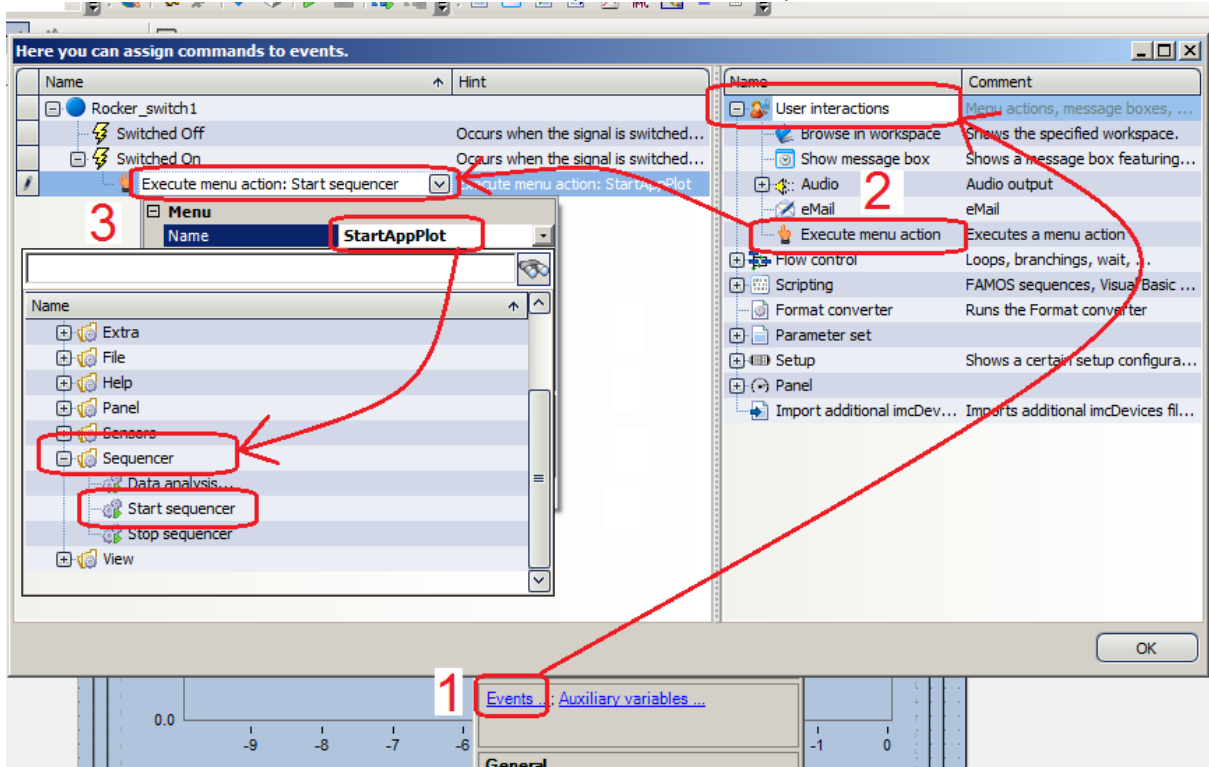 Here you can assign commands to events.
Name Hint
Rocker_switch1
Switched Off Occurs when the signal is switched...
Switched On Occurs when the signal is switched...
Execute menu action: Start sequencer Execute menu action: StartAppPlot
3
Menu
Name StartAppPlot
Name
Extra
File
Help
Panel
Sensors
Sequencer
Data analysis...
Start sequencer
Stop sequencer
View
Name Comment
User interactions Menu actions, message boxes, ...
Browse in workspace Shows the specified workspace.
Show message box Shows a message box featuring...
2
Audio Audio output
eMail eMail
Execute menu action Executes a menu action
Flow control Loops, branchings, wait, ...
Scripting FAMOS sequences, Visual Basic ...
Format converter Runs the Format converter
Parameter set
Setup Shows a certain setup configura...
Panel
Import additional imcDev... Imports additional imcDevices fil...
OK
1
Events ...; Auxiliary variables ...
0.0
-9 -8 -7 -6 -1 0
General